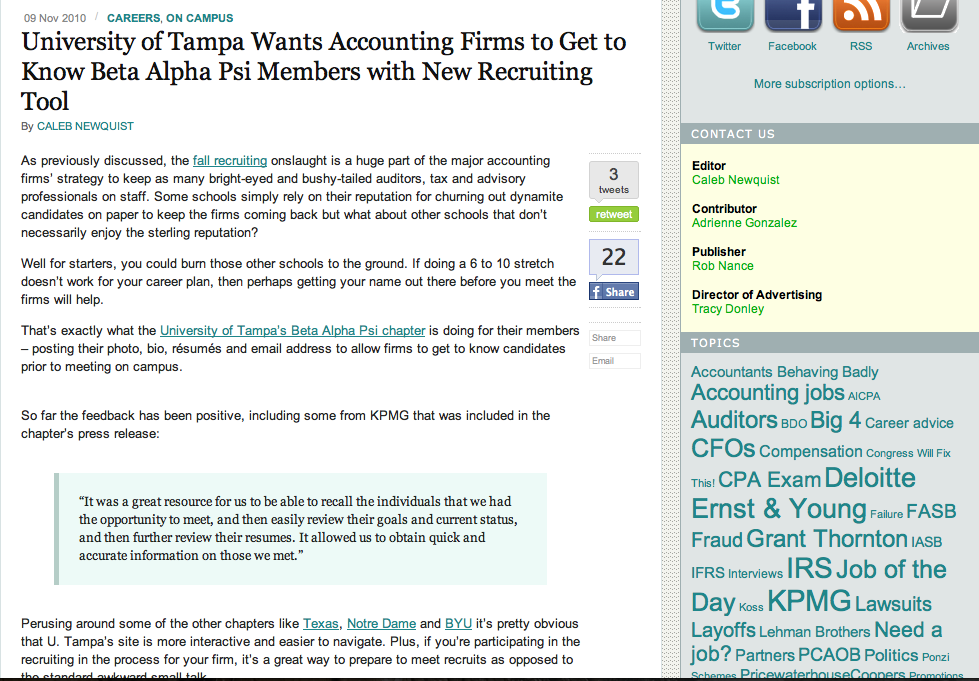 09 Nov 2010 / CAREERS, ON CAMPUS
University of Tampa Wants Accounting Firms to Get to
Know Beta Alpha Psi Members with New Recruiting
Tool
By CALEB NEWQUIST
As previously discussed, the fall recruiting onslaught is a huge part of the major accounting
firms' strategy to keep as many bright-eyed and bushy-tailed auditors, tax and advisory
professionals on staff. Some schools simply rely on their reputation for churning out dynamite
candidates on paper to keep the firms coming back but what about other schools that don't
necessarily enjoy the sterling reputation?
Well for starters, you could burn those other schools to the ground. If doing a 6 to 10 stretch
doesn't work for your career plan, then perhaps getting your name out there before you meet the
firms will help.
That's exactly what the University of Tampa's Beta Alpha Psi chapter is doing for their members
– posting their photo, bio, résumés and email address to allow firms to get to know candidates
prior to meeting on campus.
So far the feedback has been positive, including some from KPMG that was included in the
chapter's press release:
“It was a great resource for us to be able to recall the individuals that we had
the opportunity to meet, and then easily review their goals and current status,
and then further review their resumes. It allowed us to obtain quick and
accurate information on those we met.”
Perusing around some of the other chapters like Texas, Notre Dame and BYU it's pretty obvious
that U. Tampa's site is more interactive and easier to navigate. Plus, if you're participating in the
recruiting in the process for your firm, it's a great way to prepare to meet recruits as opposed to
the standard awkward small talk.
3
tweets
retweet
22
f Share
Share
Email
Twitter Facebook RSS Archives
More subscription options…
CONTACT US
Editor
Caleb Newquist
Contributor
Adrienne Gonzalez
Publisher
Rob Nance
Director of Advertising
Tracy Donley
TOPICS
Accountants Behaving Badly
Accounting jobs AICPA
Auditors BDO Big 4 Career advice
CFOs Compensation Congress Will Fix
This! CPA Exam Deloitte
Ernst & Young Failure FASB
Fraud Grant Thornton IASB
IFRS Interviews IRS Job of the
Day Koss KPMG Lawsuits
Layoffs Lehman Brothers Need a
job? Partners PCAOB Politics Ponzi
Schemes PricewaterhouseCoopers Promotions